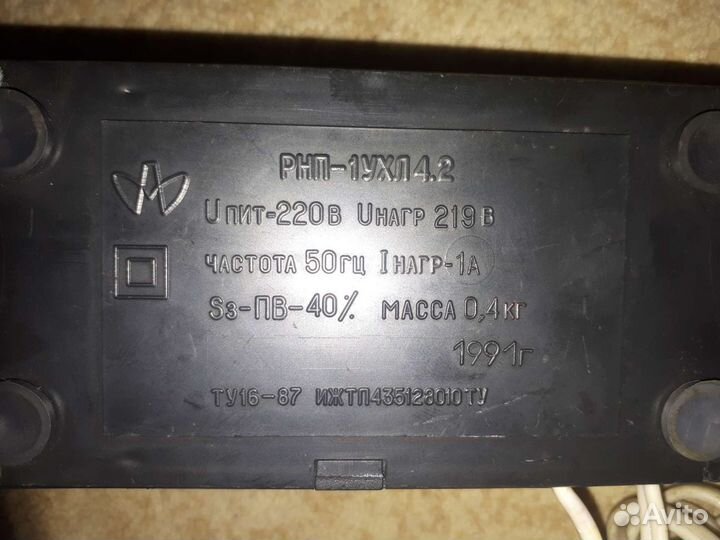 РНП-1УХЛ4.2
Uпит-220В Uнагр 219В
частота 50гц Iнагр-1А
S3-ПВ-40% масса 0,4кг
1991г
ТУ16-87 ИЖТП435123010ТУ
Avito